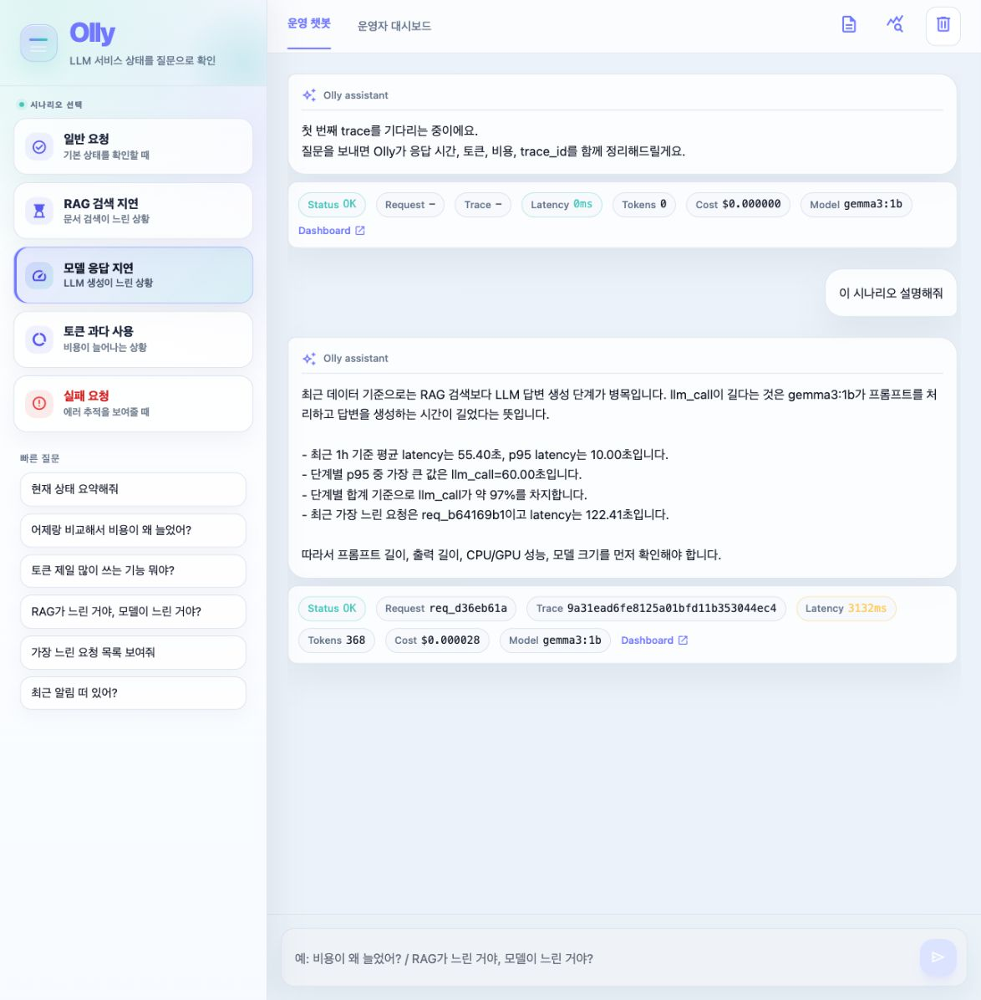 Olly
LLM 서비스 상태를 질문으로 확인
시나리오 선택
일반 요청
기본 상태를 확인할 때
RAG 검색 지연
문서 검색이 느린 상황
모델 응답 지연
LLM 생성이 느린 상황
토큰 과다 사용
비용이 늘어나는 상황
실패 요청
에러 추적을 보여줄 때
빠른 질문
현재 상태 요약해줘
어제랑 비교해서 비용이 왜 늘었어?
토큰 제일 많이 쓰는 기능 뭐야?
RAG가 느린 거야, 모델이 느린 거야?
가장 느린 요청 목록 보여줘
최근 알림 떠 있어?
운영 챗봇
운영자 대시보드
Olly assistant
첫 번째 trace를 기다리는 중이에요.
질문을 보내면 Olly가 응답 시간, 토큰, 비용, trace_id를 함께 정리해드릴게요.
Status OK Request – Trace – Latency 0ms Tokens 0 Cost $0.000000 Model gemma3:1b
Dashboard
이 시나리오 설명해줘
Olly assistant
최근 데이터 기준으로는 RAG 검색보다 LLM 답변 생성 단계가 병목입니다. llm_call이 길다는 것은 gemma3:1b가 프롬프트를 처
리하고 답변을 생성하는 시간이 길었다는 뜻입니다.
- 최근 1h 기준 평균 latency는 55.40초, p95 latency는 10.00초입니다.
- 단계별 p95 중 가장 큰 값은 llm_call=60.00초입니다.
- 단계별 합계 기준으로 llm_call가 약 97%를 차지합니다.
- 최근 가장 느린 요청은 req_b64169b1이고 latency는 122.41초입니다.
따라서 프롬프트 길이, 출력 길이, CPU/GPU 성능, 모델 크기를 먼저 확인해야 합니다.
Status OK Request req_d36eb61a Trace 9a31ead6fe8125a01bfd11b353044ec4 Latency 3132ms
Tokens 368 Cost $0.000028 Model gemma3:1b Dashboard
예: 비용이 왜 늘었어? / RAG가 느린 거야, 모델이 느린 거야?